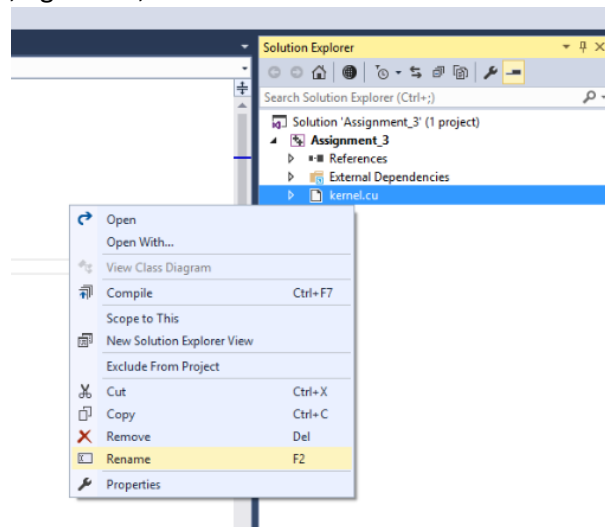 Solution Explorer
Search Solution Explorer (Ctrl+;)
Solution 'Assignment_3' (1 project)
Assignment_3
References
External Dependencies
kernel.cu
Open
Open With...
View Class Diagram
Compile Ctrl+F7
Scope to This
New Solution Explorer View
Exclude From Project
Cut Ctrl+X
Copy Ctrl+C
Remove Del
Rename F2
Properties